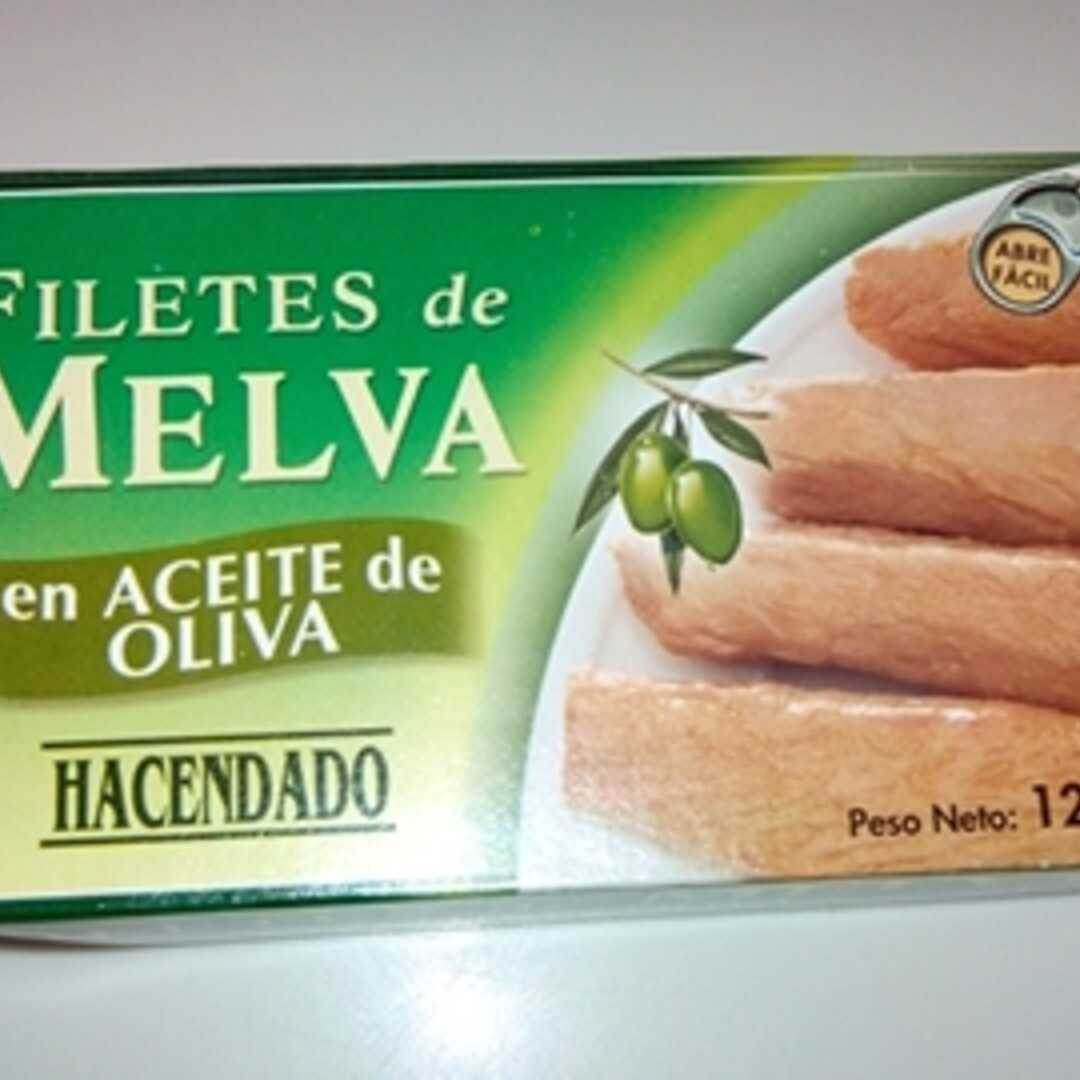 FILETES de
MELVA
en ACEITE de
OLIVA
HACENDADO
ABRE
FÁCIL
Peso Neto: 12